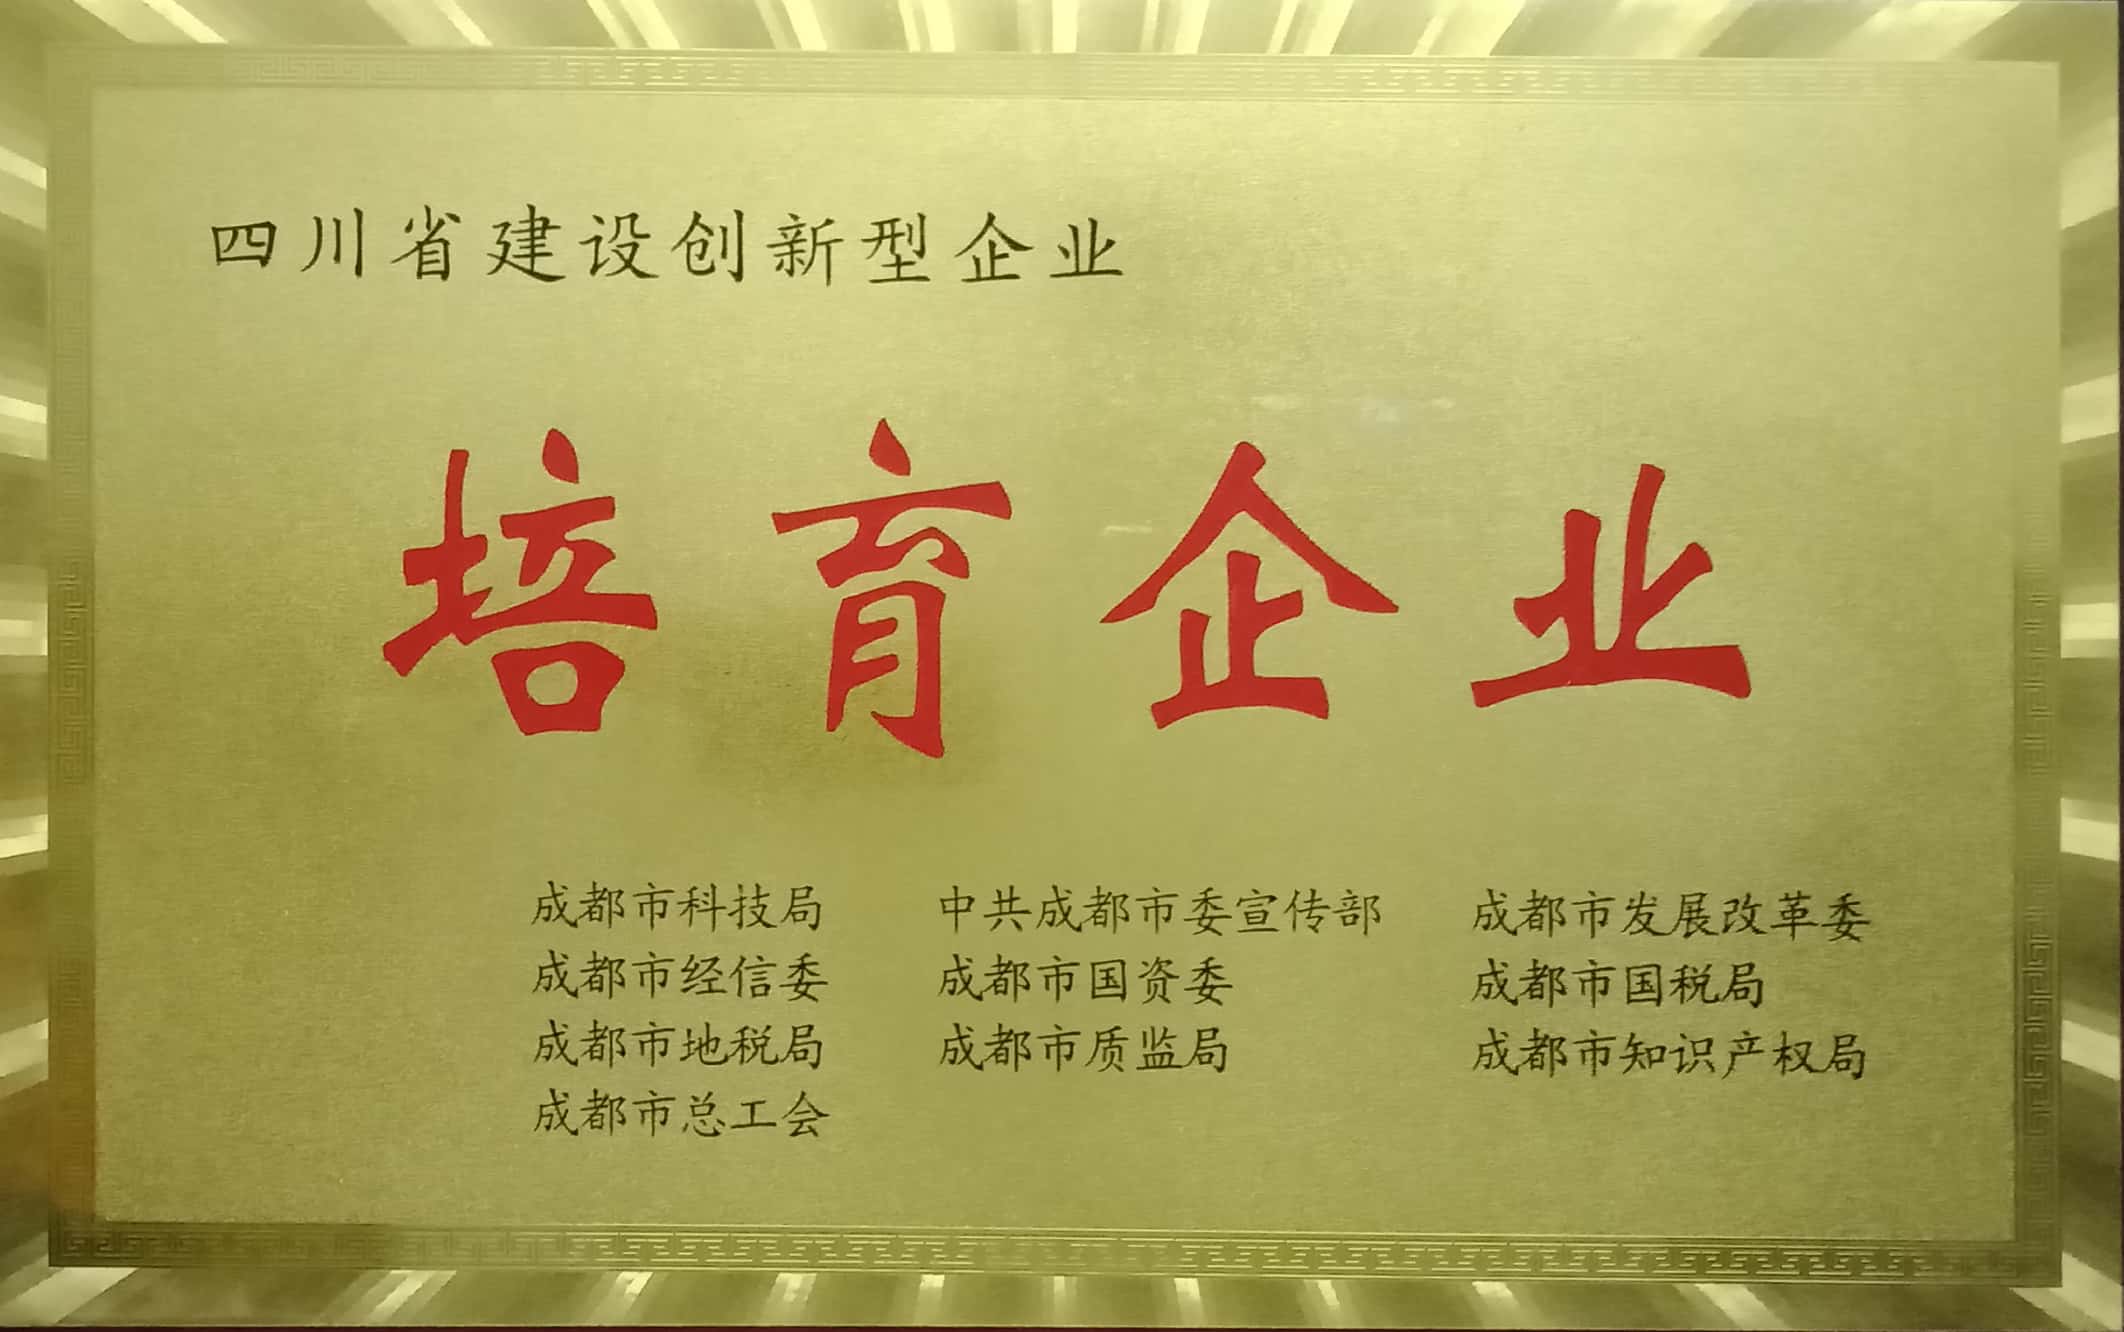 四川省建设创新型企业
培育企业
成都市科技局 中共成都市委宣传部 成都市发展改革委
成都市经信委 成都市国资委 成都市国税局
成都市地税局 成都市质监局 成都市知识产权局
成都市总工会